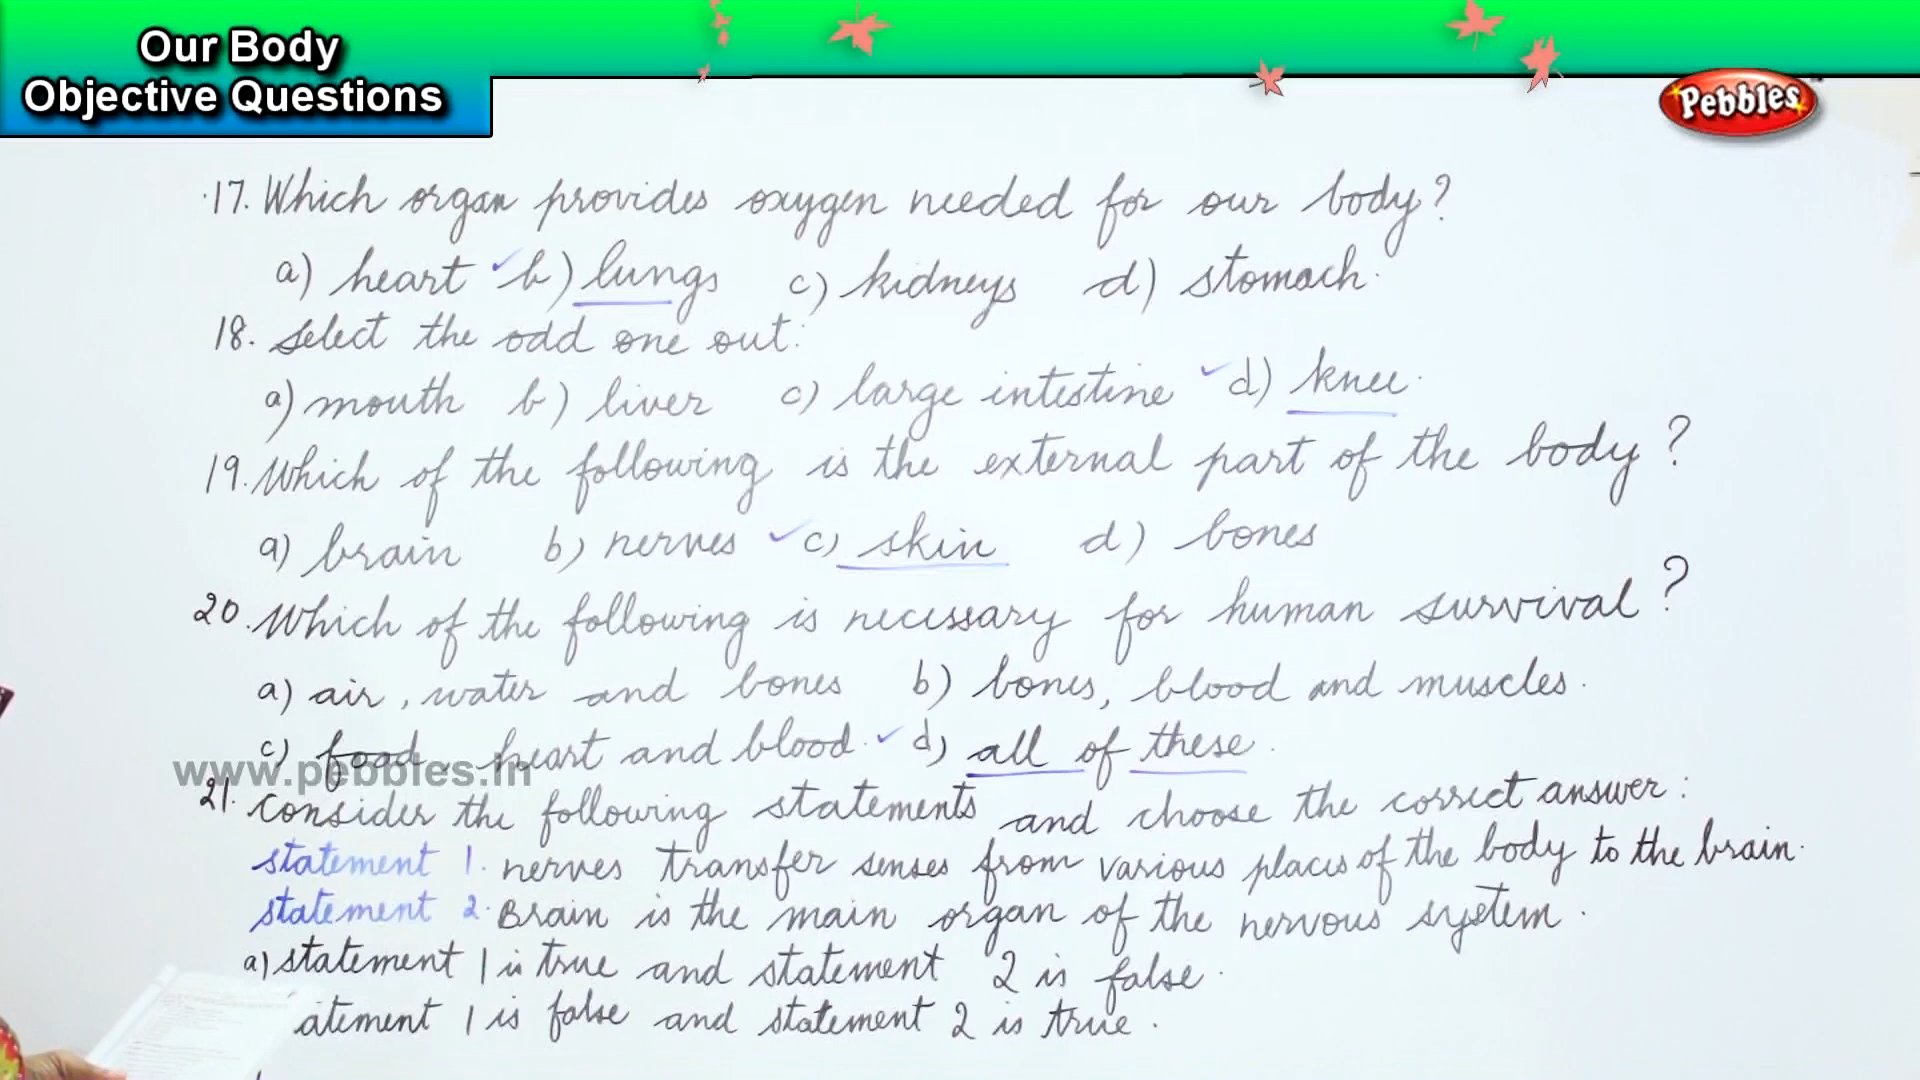 Our Body
Objective Questions
Pebbles
17. Which organ provides oxygen needed for our body?
a) heart b) lungs c) kidneys d) stomach.
18. Select the odd one out:
a) mouth b) liver c) large intestine d) knee.
19. Which of the following is the external part of the body?
a) brain b) nerves c) skin d) bones
20. Which of the following is necessary for human survival?
a) air, water and bones b) bones, blood and muscles.
c) food, heart and blood. d) all of these.
www.pebbles.in
21. Consider the following statements and choose the correct answer:
statement 1. nerves transfer senses from various places of the body to the brain.
statement 2. Brain is the main organ of the nervous system.
a) statement 1 is true and statement 2 is false.
atement 1 is false and statement 2 is true.